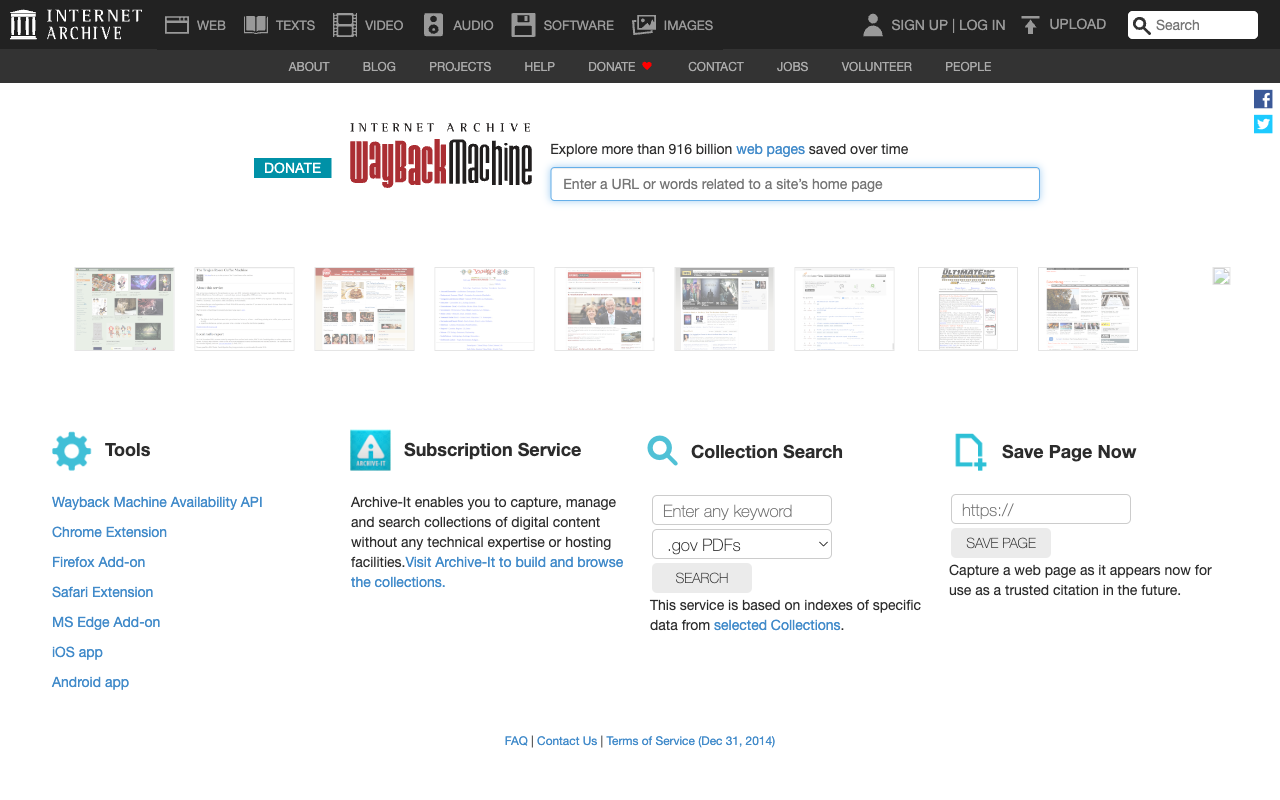 INTERNET ARCHIVE
WEB TEXTS VIDEO AUDIO SOFTWARE IMAGES SIGN UP | LOG IN UPLOAD Search
ABOUT BLOG PROJECTS HELP DONATE CONTACT JOBS VOLUNTEER PEOPLE
INTERNET ARCHIVE
WayBackMachine
DONATE
Explore more than 916 billion web pages saved over time
Enter a URL or words related to a site's home page
Tools
Wayback Machine Availability API
Chrome Extension
Firefox Add-on
Safari Extension
MS Edge Add-on
iOS app
Android app
Subscription Service
ARCHIVE-IT
Archive-It enables you to capture, manage
and search collections of digital content
without any technical expertise or hosting
facilities.Visit Archive-It to build and browse
the collections.
Collection Search
Enter any keyword
.gov PDFs
SEARCH
This service is based on indexes of specific
data from selected Collections.
Save Page Now
https://
SAVE PAGE
Capture a web page as it appears now for
use as a trusted citation in the future.
FAQ | Contact Us | Terms of Service (Dec 31, 2014)